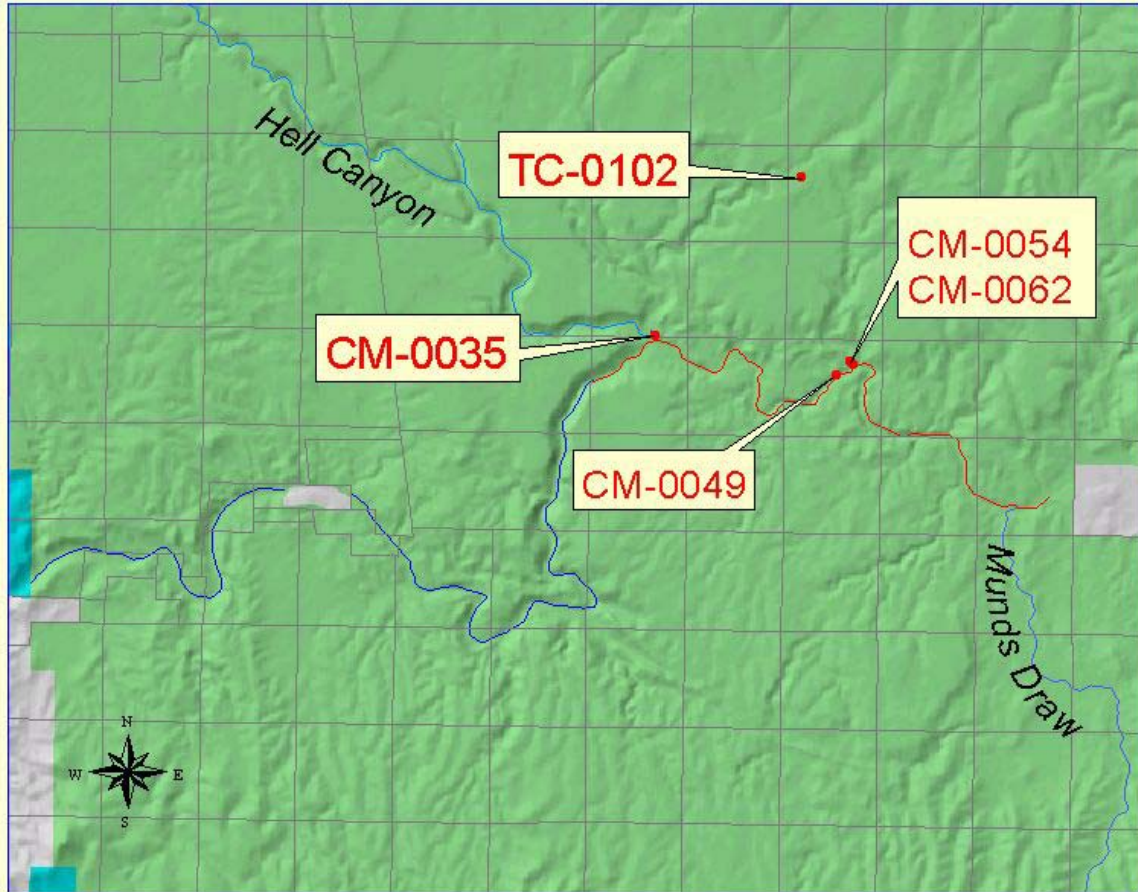 Hell Canyon
TC-0102
CM-0054
CM-0062
CM-0035
CM-0049
Munds Draw
N
W
E
S